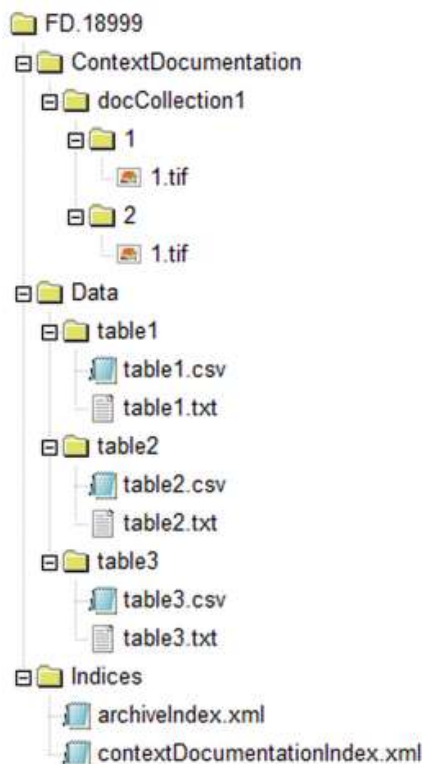 FD.18999
ContextDocumentation
docCollection1
1
1.tif
2
1.tif
Data
table1
table1.csv
table1.txt
table2
table2.csv
table2.txt
table3
table3.csv
table3.txt
Indices
archiveIndex.xml
contextDocumentationIndex.xml